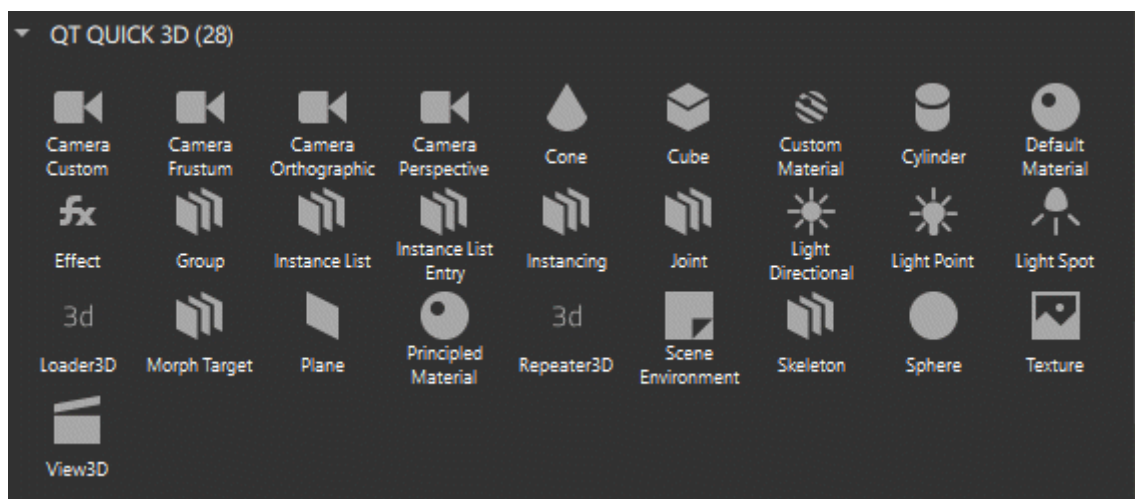 QT QUICK 3D (28)
Camera Custom
Camera Frustum
Camera Orthographic
Camera Perspective
Cone
Cube
Custom Material
Cylinder
Default Material
fx
Effect
Group
Instance List
Instance List Entry
Instancing
Joint
Light Directional
Light Point
Light Spot
3d
Loader3D
Morph Target
Plane
Principled Material
3d
Repeater3D
Scene Environment
Skeleton
Sphere
Texture
View3D